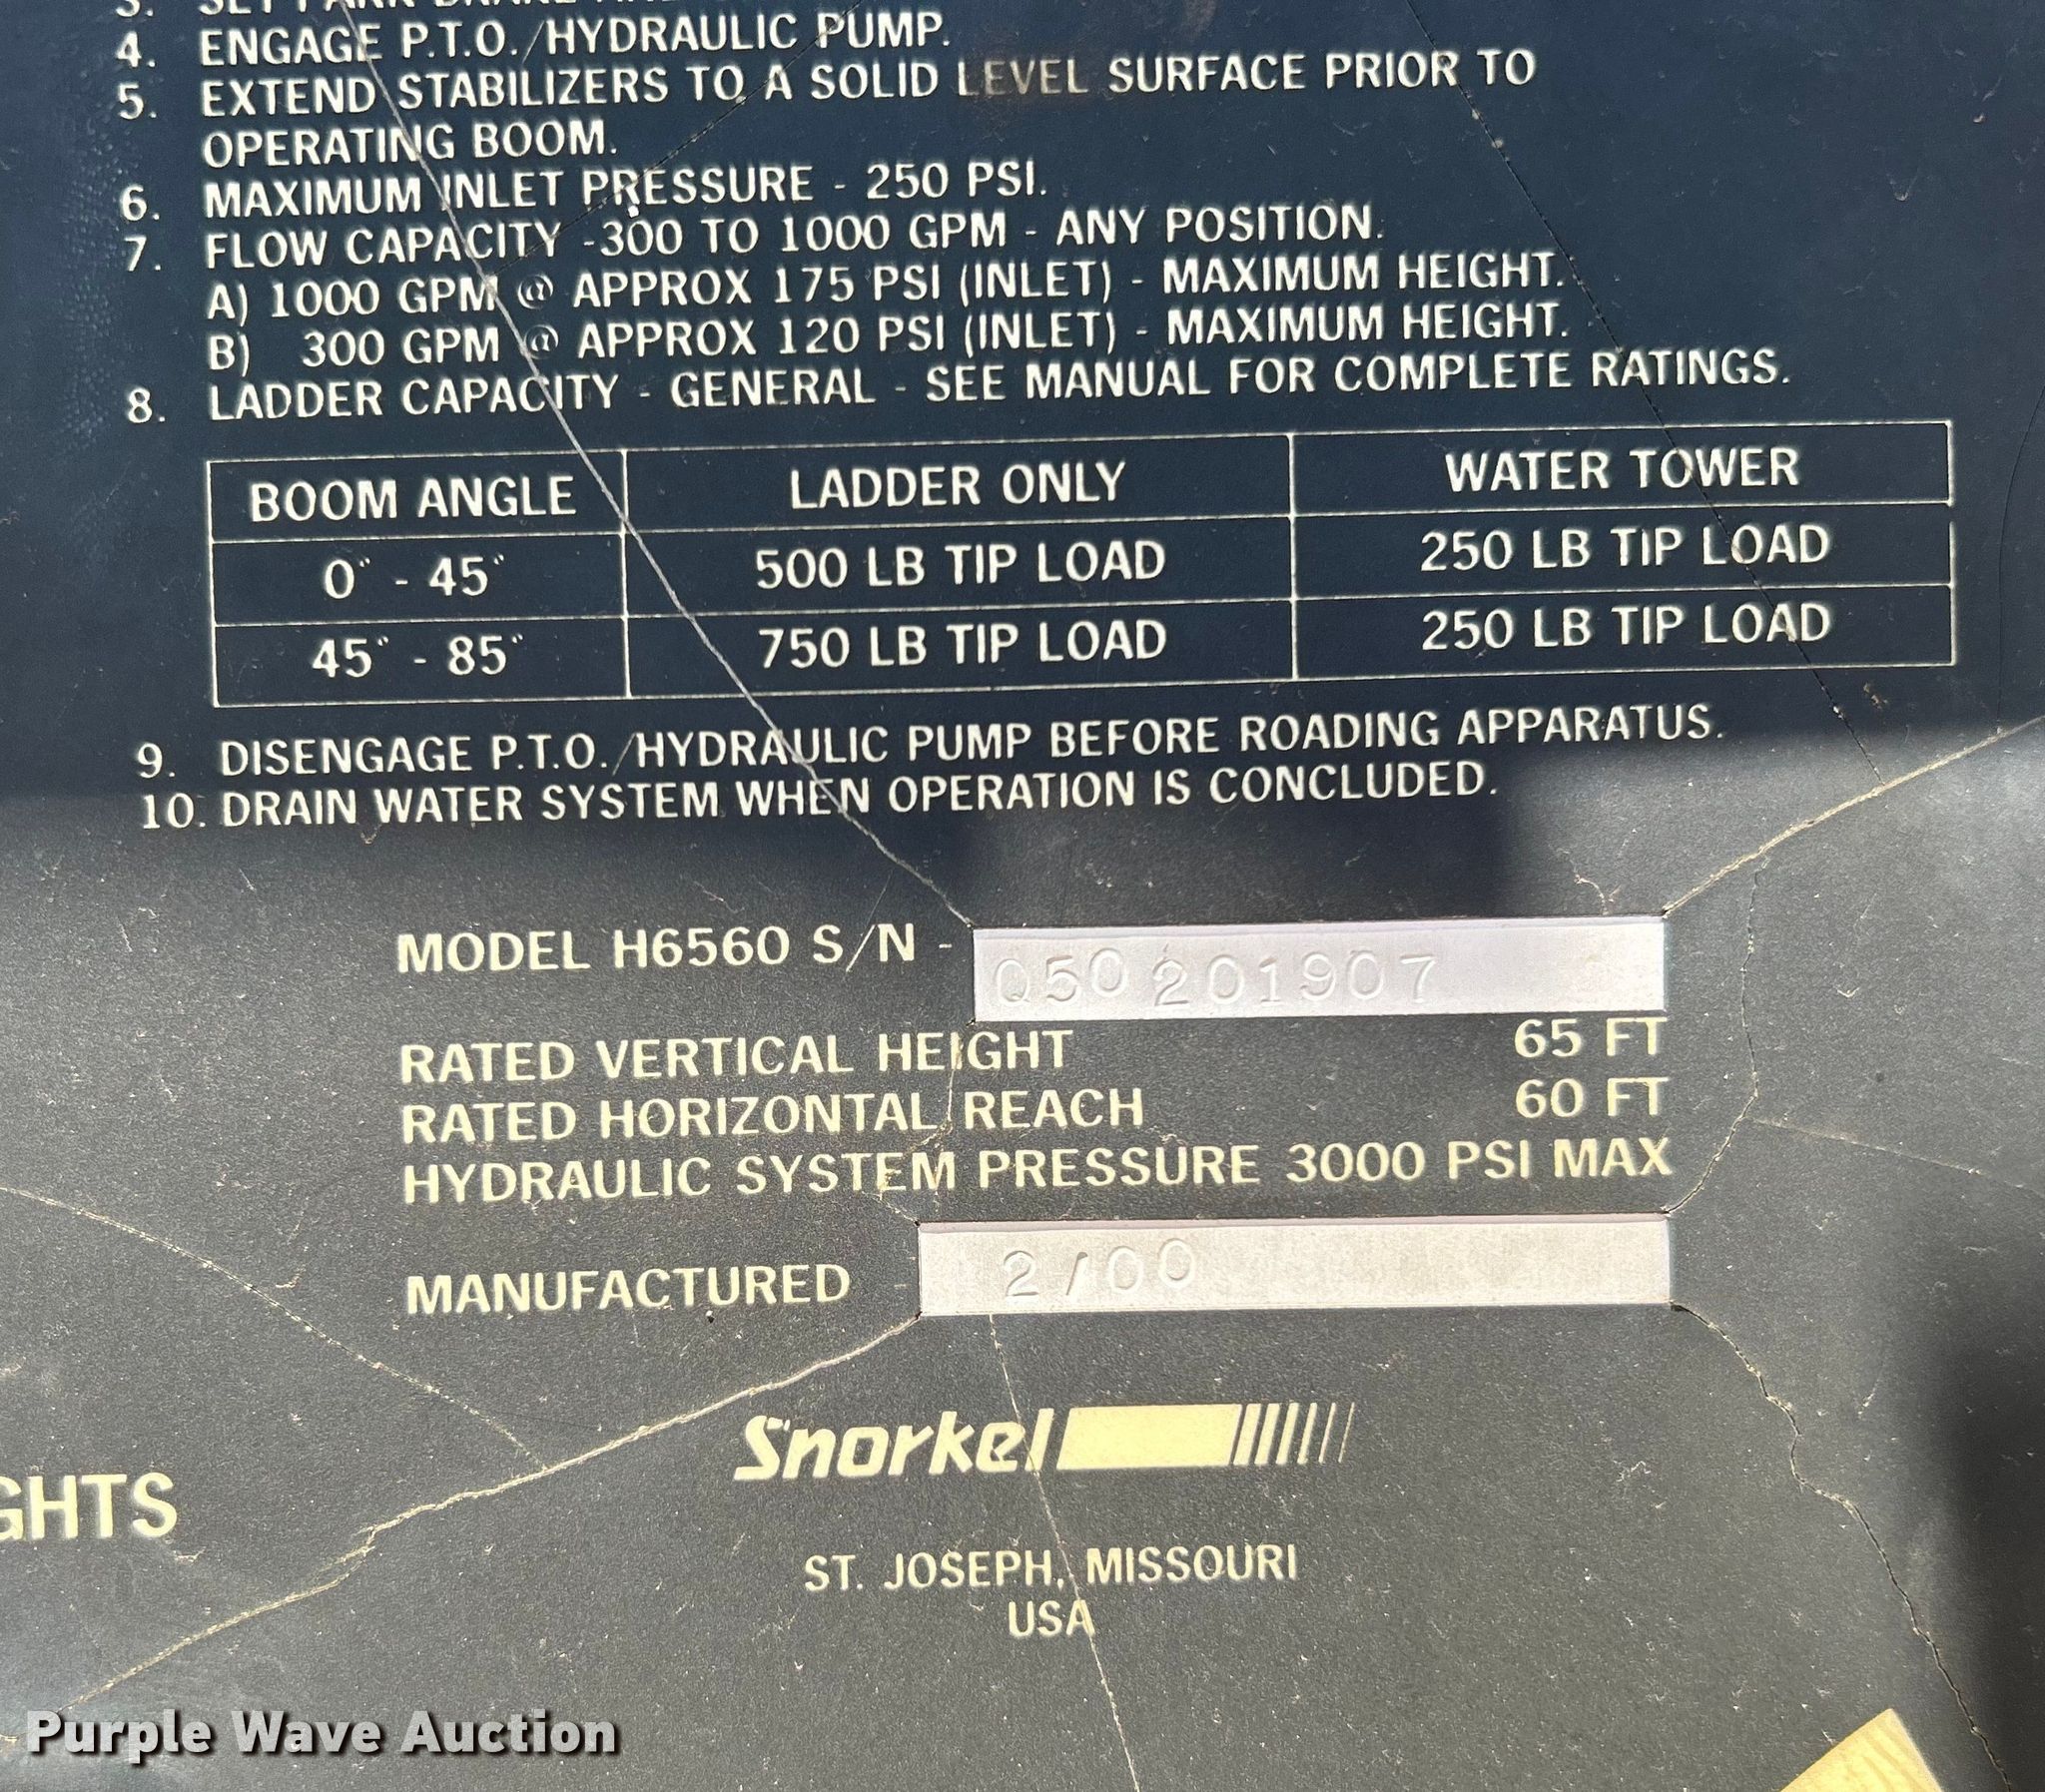 3. SET PARK BRAKE
4. ENGAGE P.T.O./HYDRAULIC PUMP.
5. EXTEND STABILIZERS TO A SOLID LEVEL SURFACE PRIOR TO
OPERATING BOOM.
6. MAXIMUM INLET PRESSURE - 250 PSI.
7. FLOW CAPACITY -300 TO 1000 GPM - ANY POSITION.
A) 1000 GPM @ APPROX 175 PSI (INLET) - MAXIMUM HEIGHT.
B) 300 GPM @ APPROX 120 PSI (INLET) - MAXIMUM HEIGHT.
8. LADDER CAPACITY - GENERAL - SEE MANUAL FOR COMPLETE RATINGS.
BOOM ANGLE LADDER ONLY WATER TOWER
0° - 45° 500 LB TIP LOAD 250 LB TIP LOAD
45° - 85° 750 LB TIP LOAD 250 LB TIP LOAD
9. DISENGAGE P.T.O./HYDRAULIC PUMP BEFORE ROADING APPARATUS.
10. DRAIN WATER SYSTEM WHEN OPERATION IS CONCLUDED.
MODEL H6560 S/N - Q50201907
RATED VERTICAL HEIGHT 65 FT
RATED HORIZONTAL REACH 60 FT
HYDRAULIC SYSTEM PRESSURE 3000 PSI MAX
MANUFACTURED - 2/00
Snorkel
GHTS
ST. JOSEPH, MISSOURI
USA
Purple Wave Auction